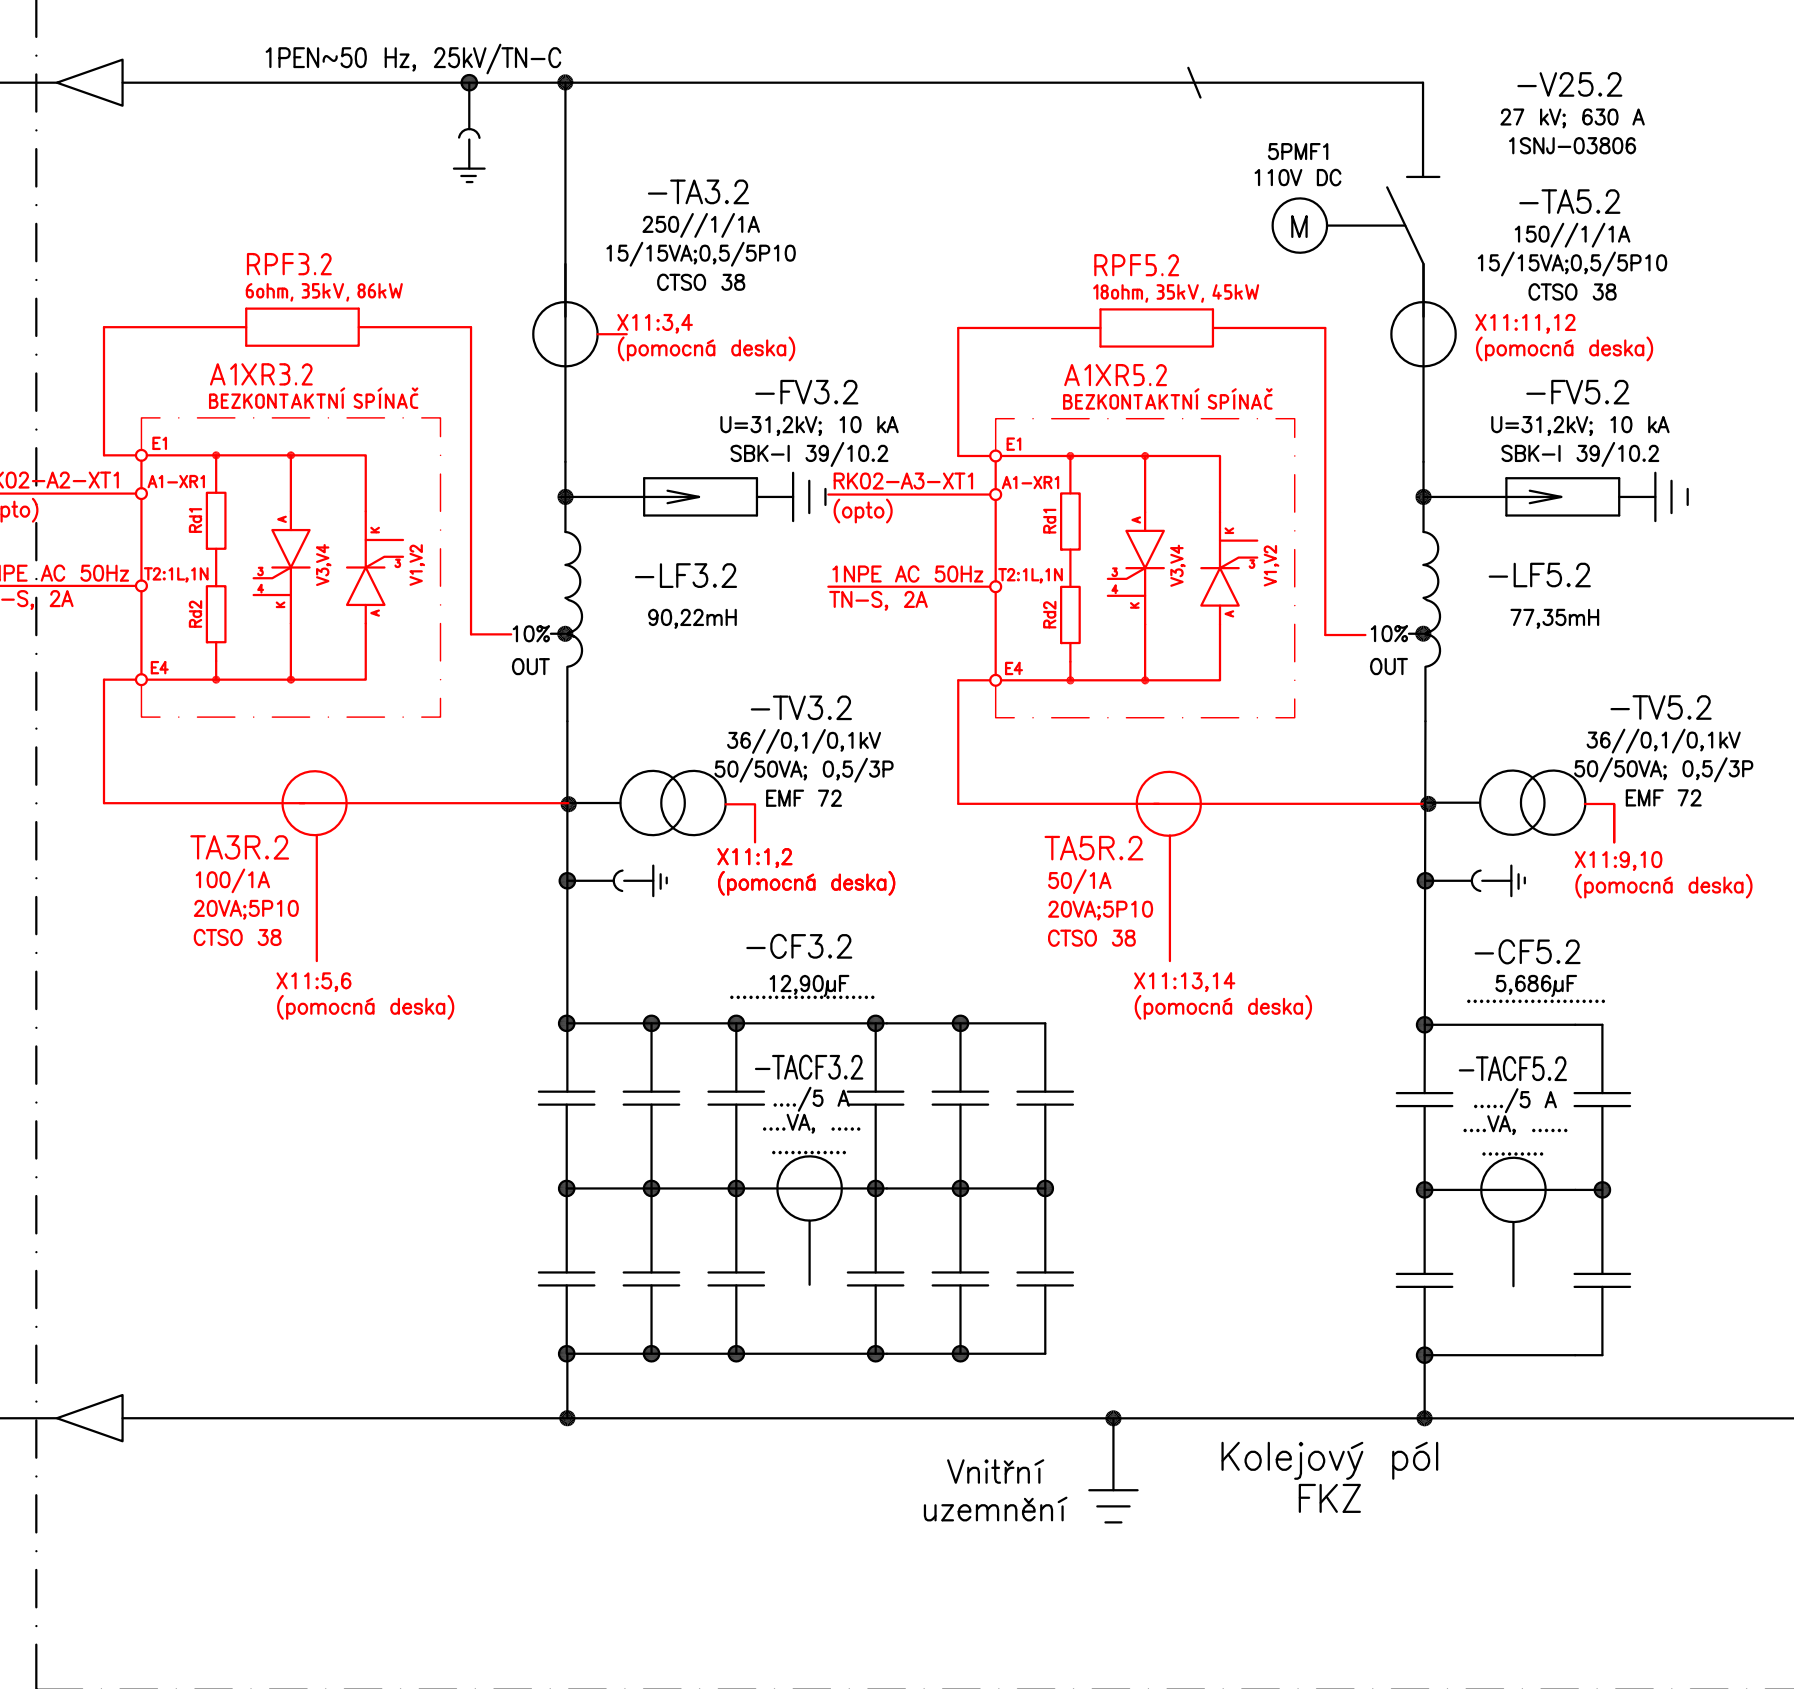 1PEN~50 Hz, 25kV/TN-C
-V25.2
27 kV; 630 A
1SNJ-03806
5PMF1
110V DC
M
-TA3.2
250//1/1A
15/15VA;0,5/5P10
CTSO 38
-TA5.2
150//1/1A
15/15VA;0,5/5P10
CTSO 38
RPF3.2
6ohm, 35kV, 86kW
X11:3,4
(pomocná deska)
RPF5.2
18ohm, 35kV, 45kW
X11:11,12
(pomocná deska)
A1XR3.2
BEZKONTAKTNÍ SPÍNAČ
-FV3.2
U=31,2kV; 10 kA
SBK-I 39/10.2
A1XR5.2
BEZKONTAKTNÍ SPÍNAČ
-FV5.2
U=31,2kV; 10 kA
SBK-I 39/10.2
E1
K02-A2-XT1
pto)
A1-XR1
Rd1
A
K
3
4
K
V3,V4
3
V1,V2
A
NPE AC 50Hz
-S, 2A
T2:1L,1N
Rd2
E4
-LF3.2
90,22mH
10%
OUT
E1
RK02-A3-XT1
(opto)
A1-XR1
Rd1
A
K
3
4
K
V3,V4
3
V1,V2
A
1NPE AC 50Hz
TN-S, 2A
T2:1L,1N
Rd2
E4
-LF5.2
77,35mH
10%
OUT
-TV3.2
36//0,1/0,1kV
50/50VA; 0,5/3P
EMF 72
X11:1,2
(pomocná deska)
-TV5.2
36//0,1/0,1kV
50/50VA; 0,5/3P
EMF 72
X11:9,10
(pomocná deska)
TA3R.2
100/1A
20VA;5P10
CTSO 38
X11:5,6
(pomocná deska)
TA5R.2
50/1A
20VA;5P10
CTSO 38
X11:13,14
(pomocná deska)
-CF3.2
12,90µF
.................
-CF5.2
5,686µF
.................
-TACF3.2
..../5 A
....VA, .....
............
-TACF5.2
...../5 A
....VA, ......
..........
Vnitřní
uzemnění
Kolejový pól
FKZ